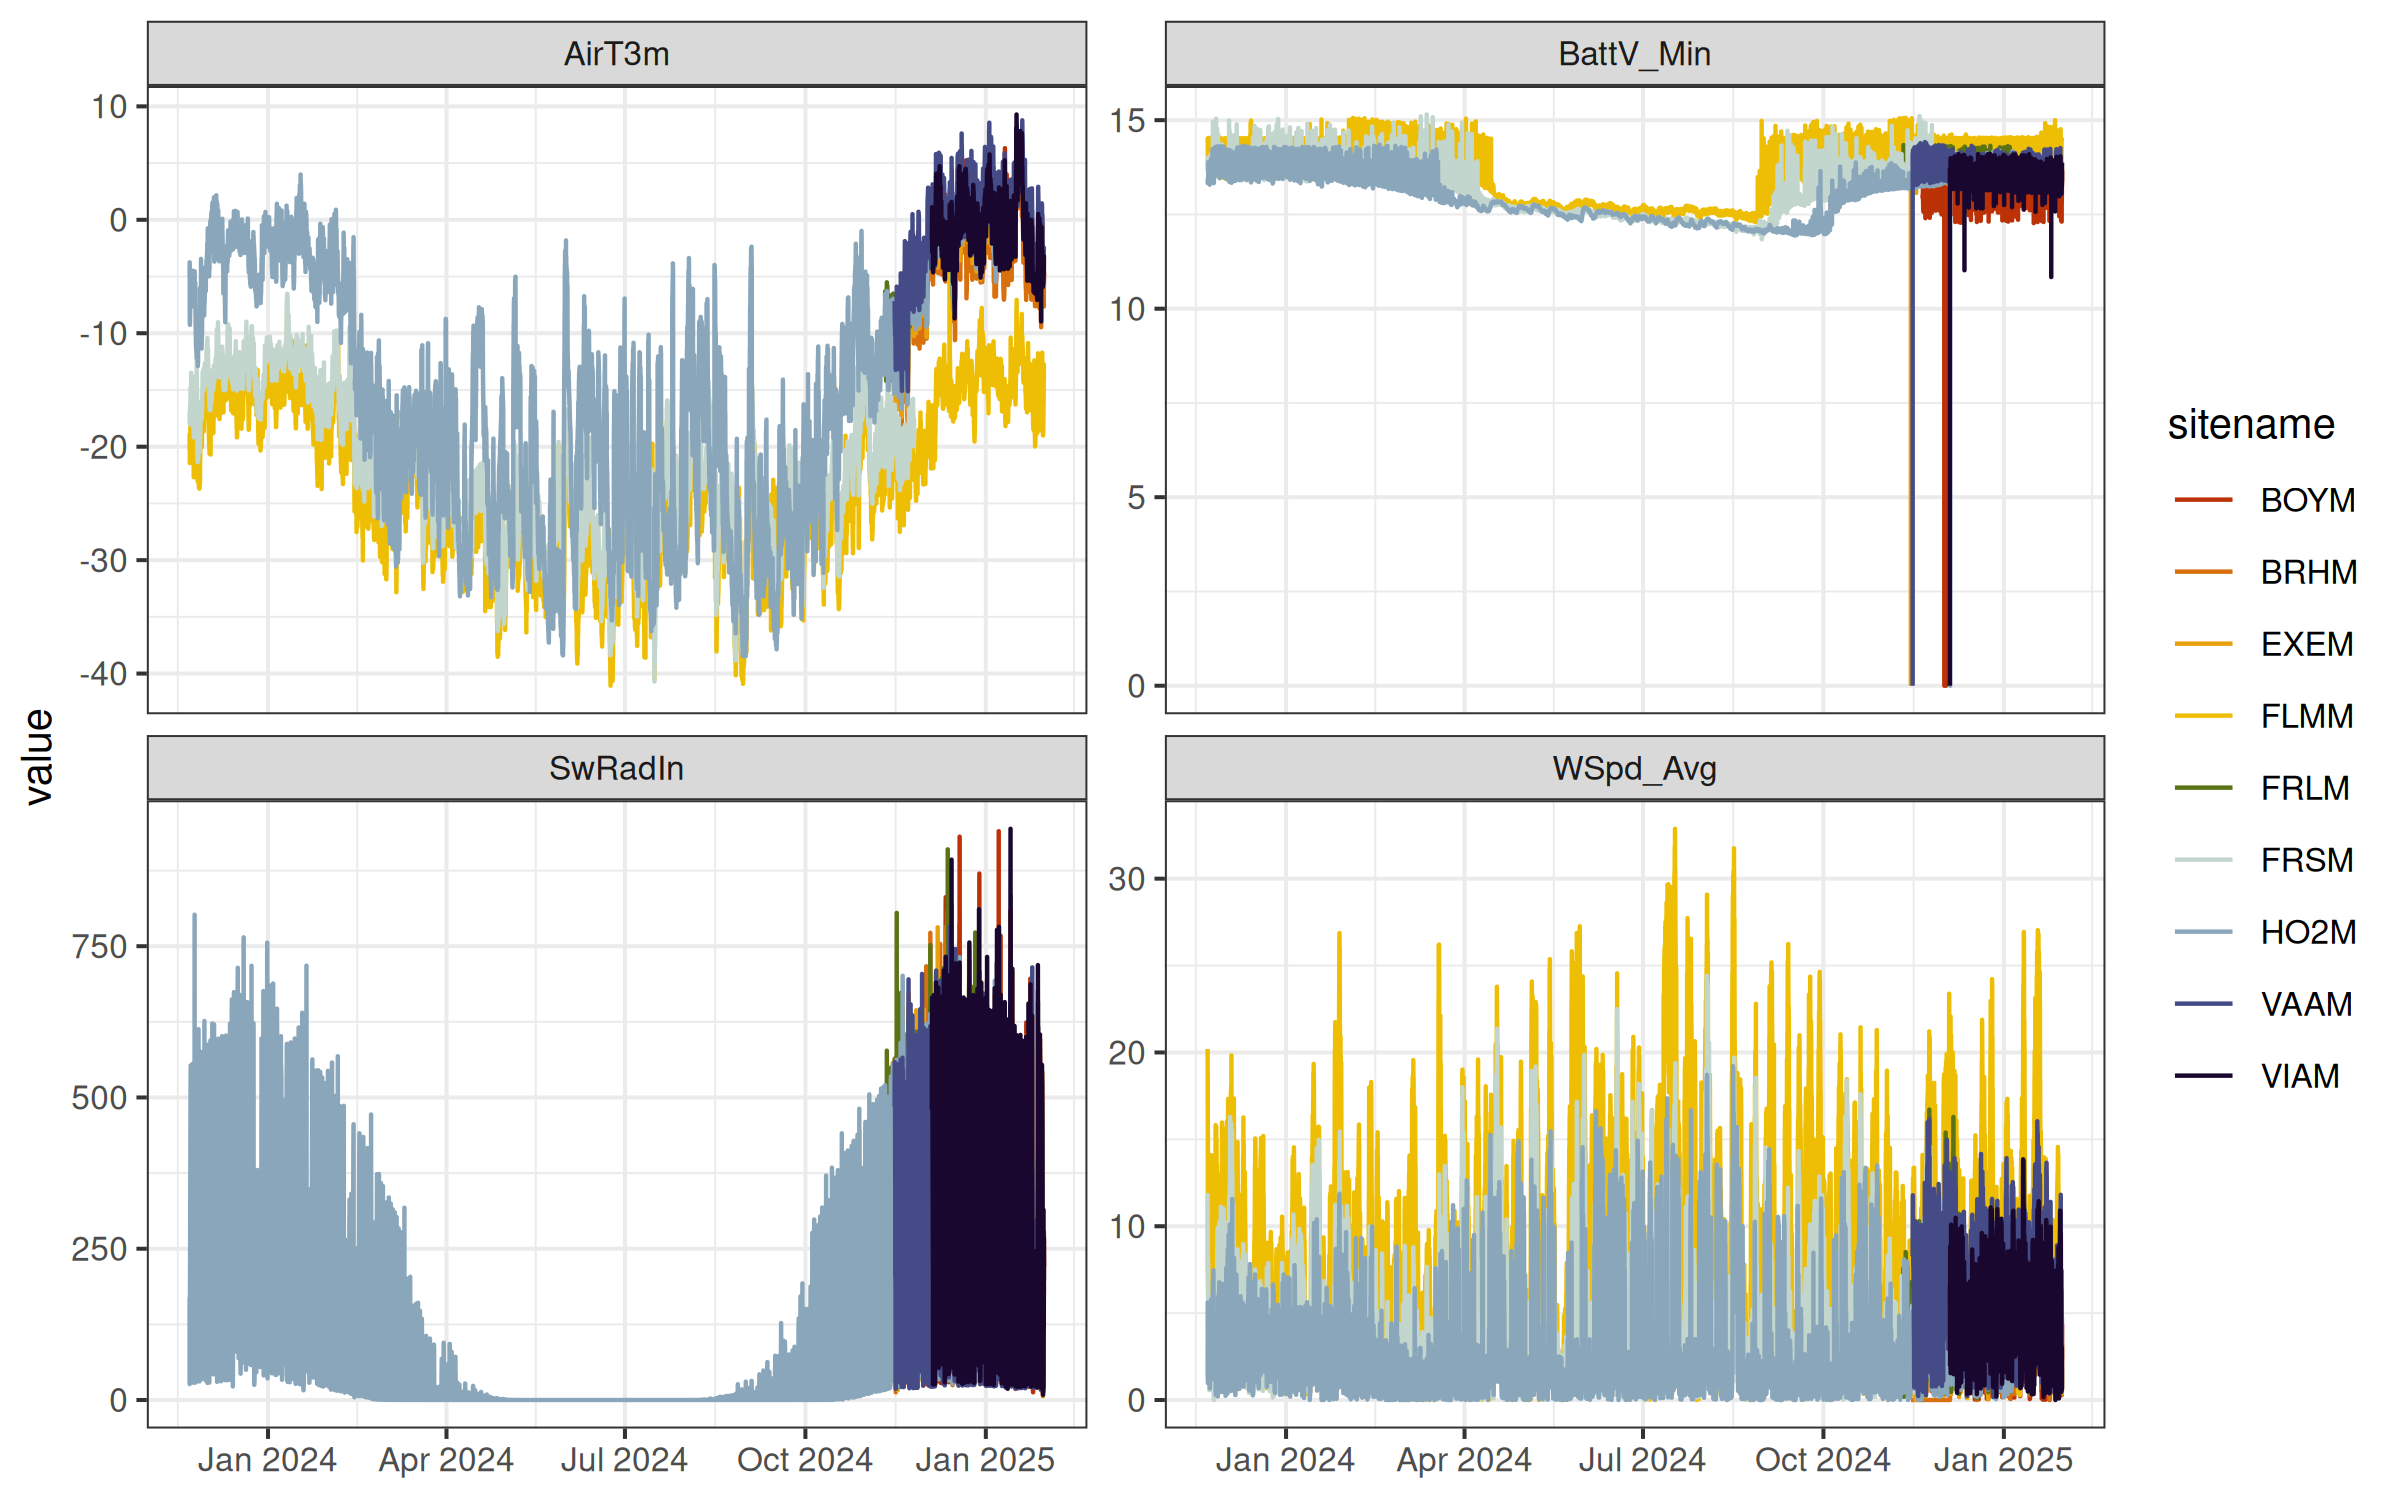 AirT3m
BattV_Min
10
0
-10
-20
-30
-40
15
10
5
0
value
SwRadIn
WSpd_Avg
750
500
250
0
30
20
10
0
Jan 2024 Apr 2024 Jul 2024 Oct 2024 Jan 2025
Jan 2024 Apr 2024 Jul 2024 Oct 2024 Jan 2025
sitename
BOYM
BRHM
EXEM
FLMM
FRLM
FRSM
HO2M
VAAM
VIAM